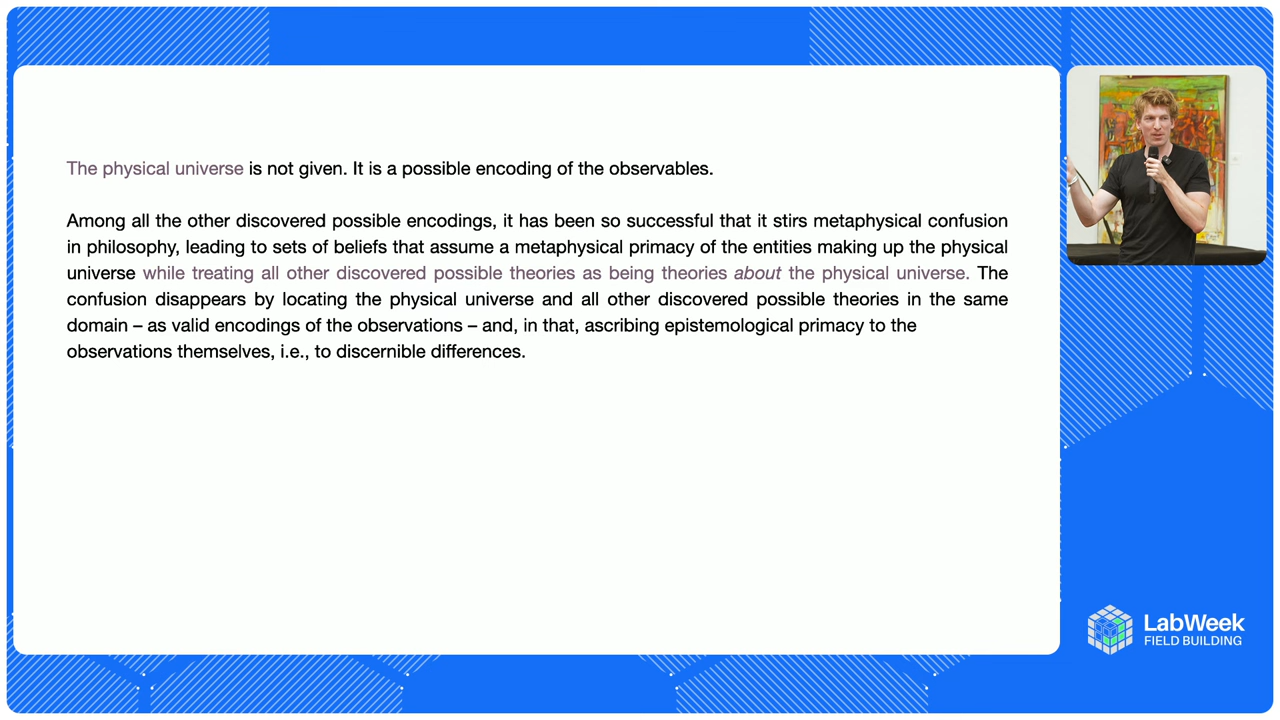 The physical universe is not given. It is a possible encoding of the observables.
Among all the other discovered possible encodings, it has been so successful that it stirs metaphysical confusion
in philosophy, leading to sets of beliefs that assume a metaphysical primacy of the entities making up the physical
universe while treating all other discovered possible theories as being theories about the physical universe. The
confusion disappears by locating the physical universe and all other discovered possible theories in the same
domain – as valid encodings of the observations – and, in that, ascribing epistemological primacy to the
observations themselves, i.e., to discernible differences.
LabWeek
FIELD BUILDING